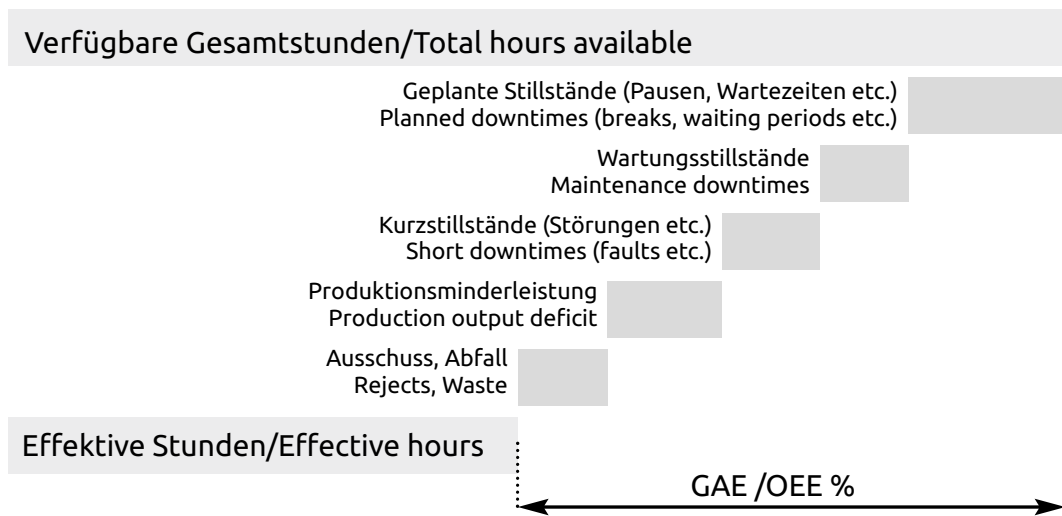 Verfügbare Gesamtstunden/Total hours available
Geplante Stillstände (Pausen, Wartezeiten etc.)
Planned downtimes (breaks, waiting periods etc.)
Wartungsstillstände
Maintenance downtimes
Kurzstillstände (Störungen etc.)
Short downtimes (faults etc.)
Produktionsminderleistung
Production output deficit
Ausschuss, Abfall
Rejects, Waste
Effektive Stunden/Effective hours
GAE /OEE %